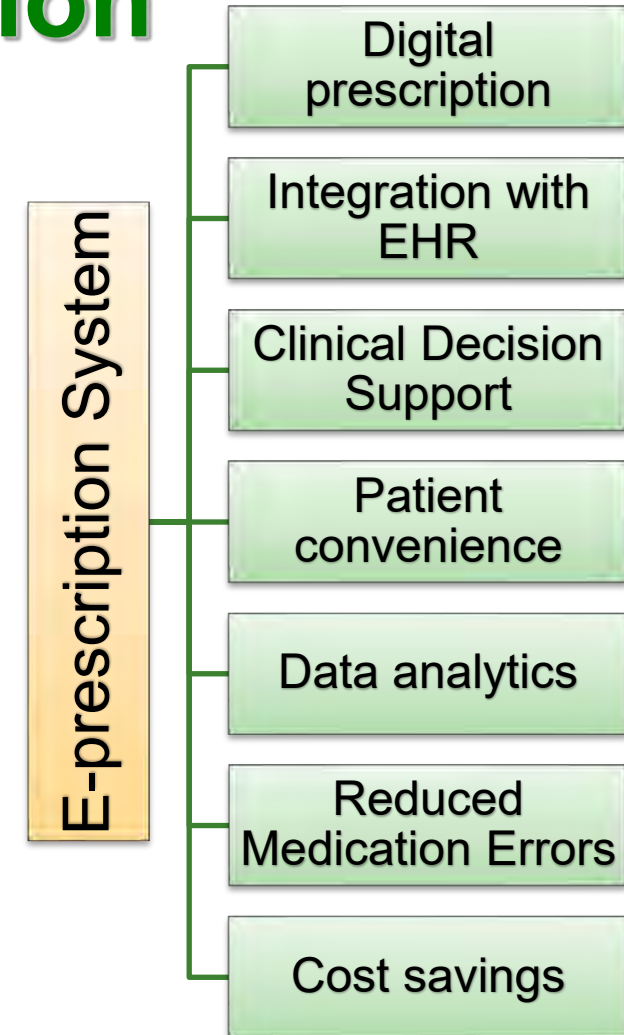 E-prescription System
Digital
prescription
Integration with
EHR
Clinical Decision
Support
Patient
convenience
Data analytics
Reduced
Medication Errors
Cost savings